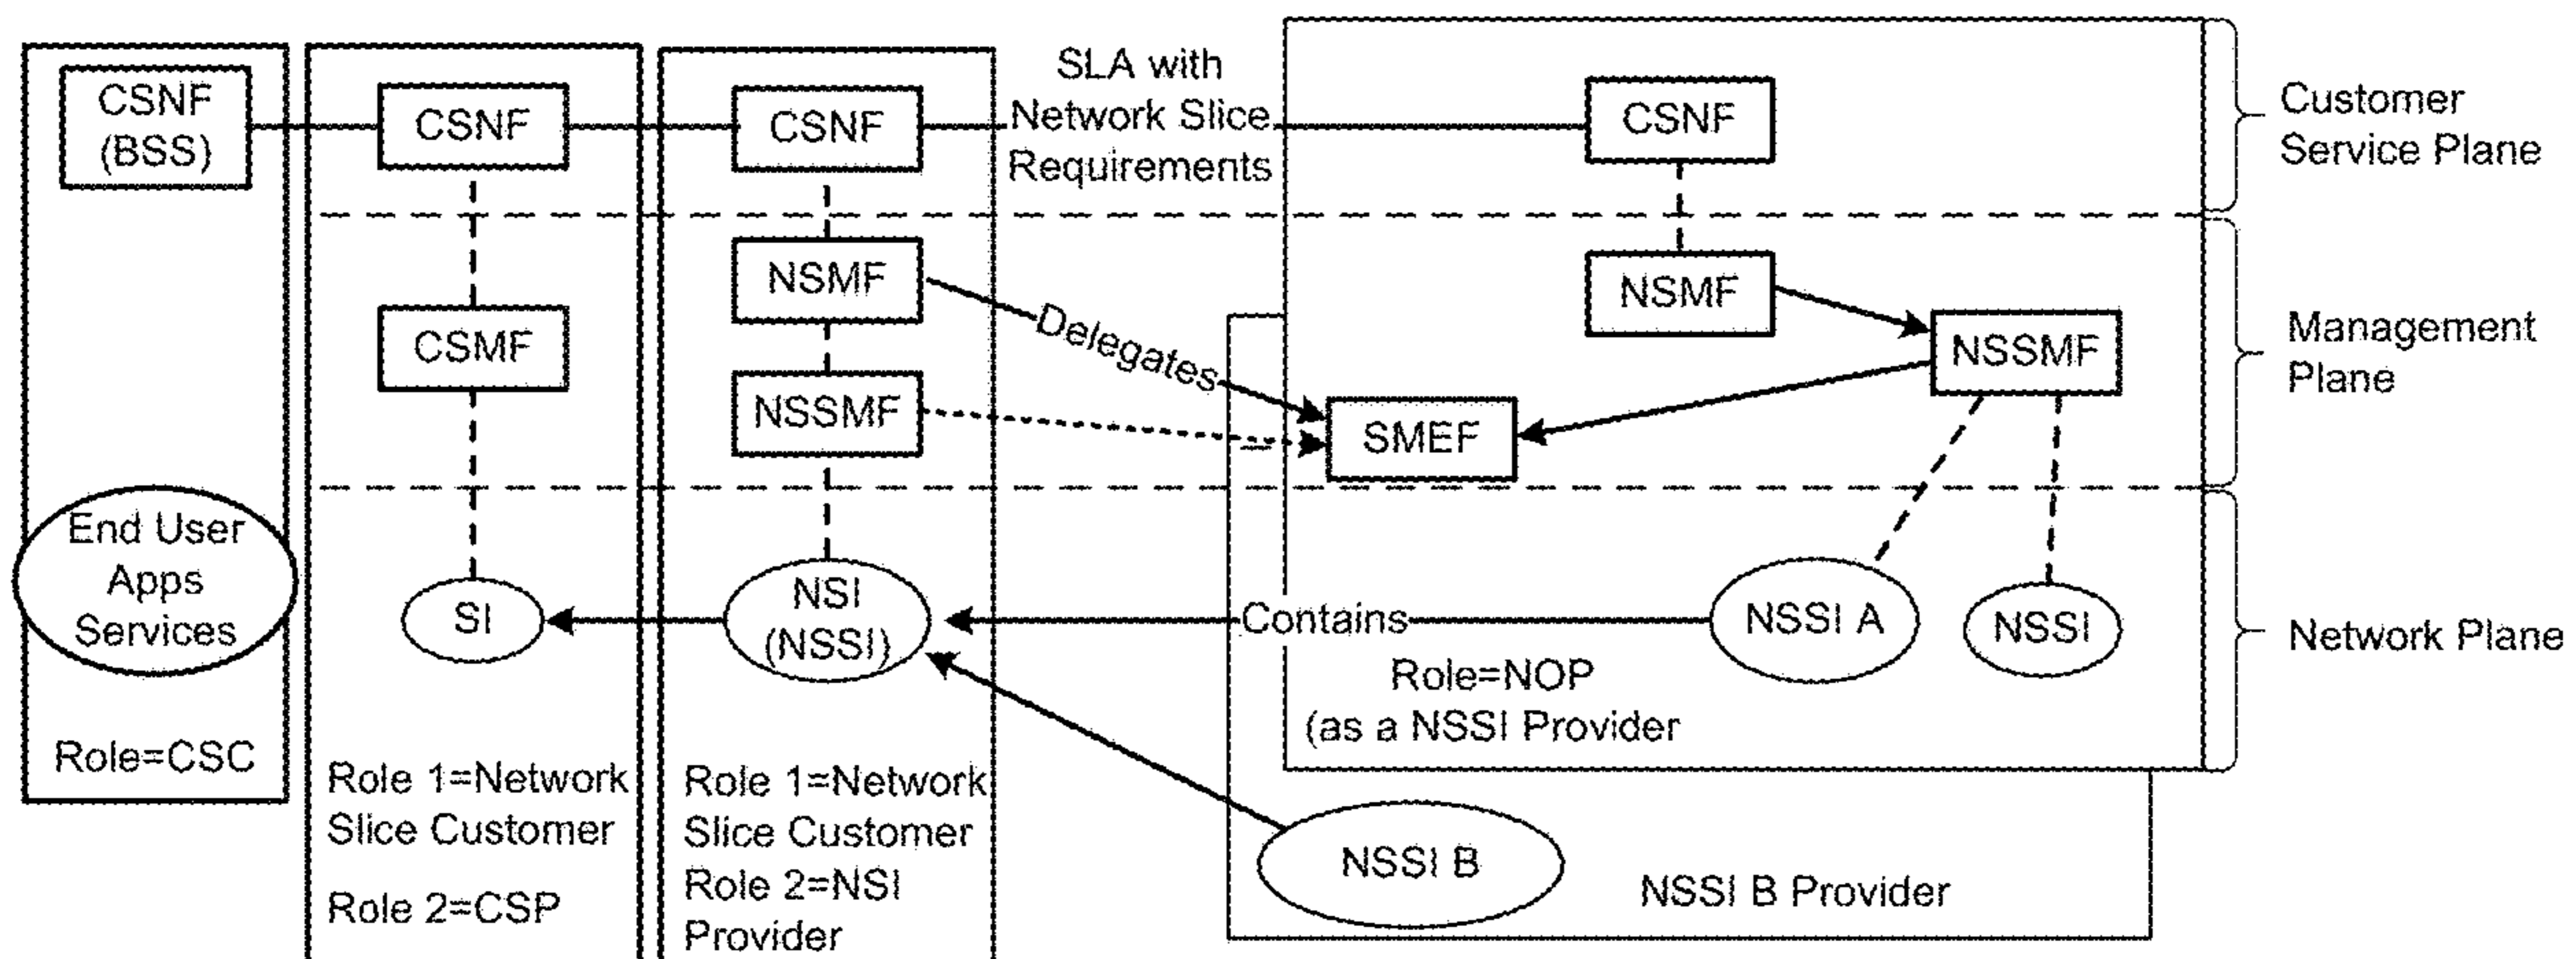 CSNF
(BSS)
End User
Apps
Services
Role=CSC
CSNF
CSMF
SI
Role 1=Network
Slice Customer
Role 2=CSP
CSNF
NSMF
NSSMF
NSI
(NSSI)
Role 1=Network
Slice Customer
Role 2=NSI
Provider
SLA with
Network Slice
Requirements
Delegates
Contains
CSNF
NSMF
NSSMF
SMEF
NSSI A
NSSI
Role=NOP
(as a NSSI Provider
NSSI B
NSSI B Provider
Customer
Service Plane
Management
Plane
Network Plane